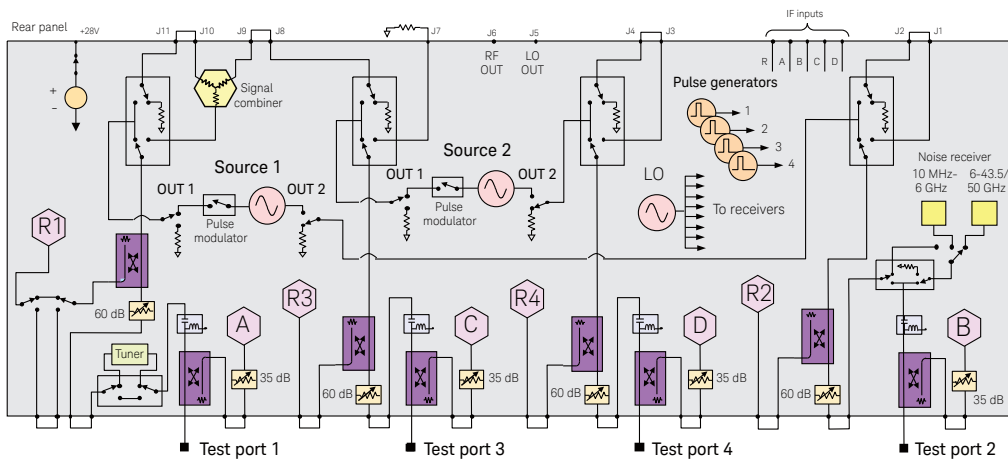 Rear panel
+28V
J11
J10
J9
J8
J7
J6
J5
J4
J3
IF inputs
J2
J1
RF
OUT
LO
OUT
R
A
B
C
D
+
-
Signal
combiner
Pulse generators
1
2
3
4
Source 1
Source 2
OUT 1
OUT 2
OUT 1
OUT 2
Pulse
modulator
Pulse
modulator
LO
To receivers
Noise receiver
10 MHz-
6 GHz
6-43.5/
50 GHz
R1
R3
R4
R2
A
C
D
B
60 dB
35 dB
60 dB
35 dB
60 dB
35 dB
60 dB
35 dB
Tuner
Test port 1
Test port 3
Test port 4
Test port 2